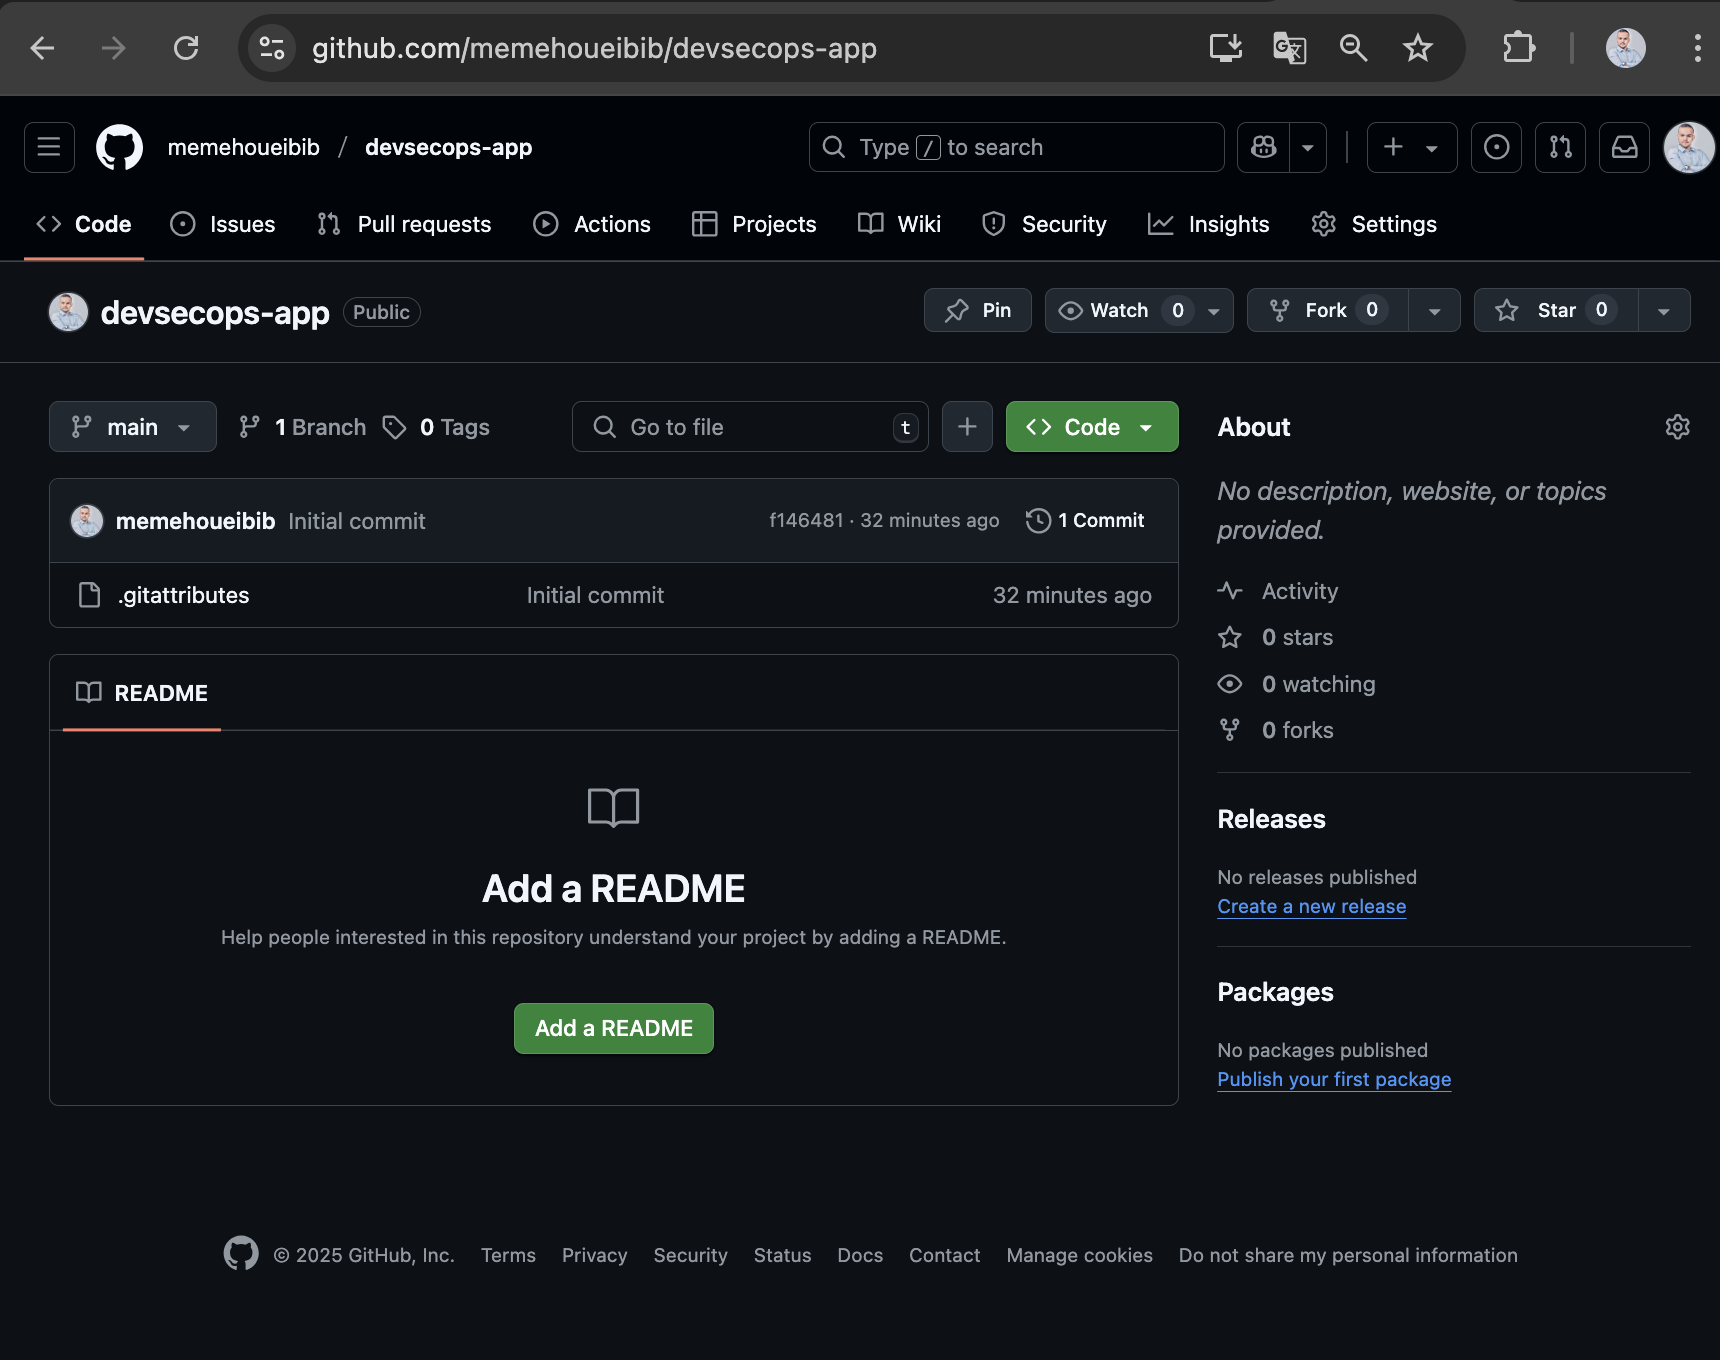 github.com/memehoueibib/devsecops-app
memehoueibib / devsecops-app
Type / to search
Code Issues Pull requests Actions Projects Wiki Security Insights Settings
devsecops-app Public
Pin Watch 0 Fork 0 Star 0
main 1 Branch 0 Tags Go to file t Code
memehoueibib Initial commit f146481 · 32 minutes ago 1 Commit
.gitattributes Initial commit 32 minutes ago
README
Add a README
Help people interested in this repository understand your project by adding a README.
Add a README
About
No description, website, or topics
provided.
Activity
0 stars
0 watching
0 forks
Releases
No releases published
Create a new release
Packages
No packages published
Publish your first package
© 2025 GitHub, Inc. Terms Privacy Security Status Docs Contact Manage cookies Do not share my personal information